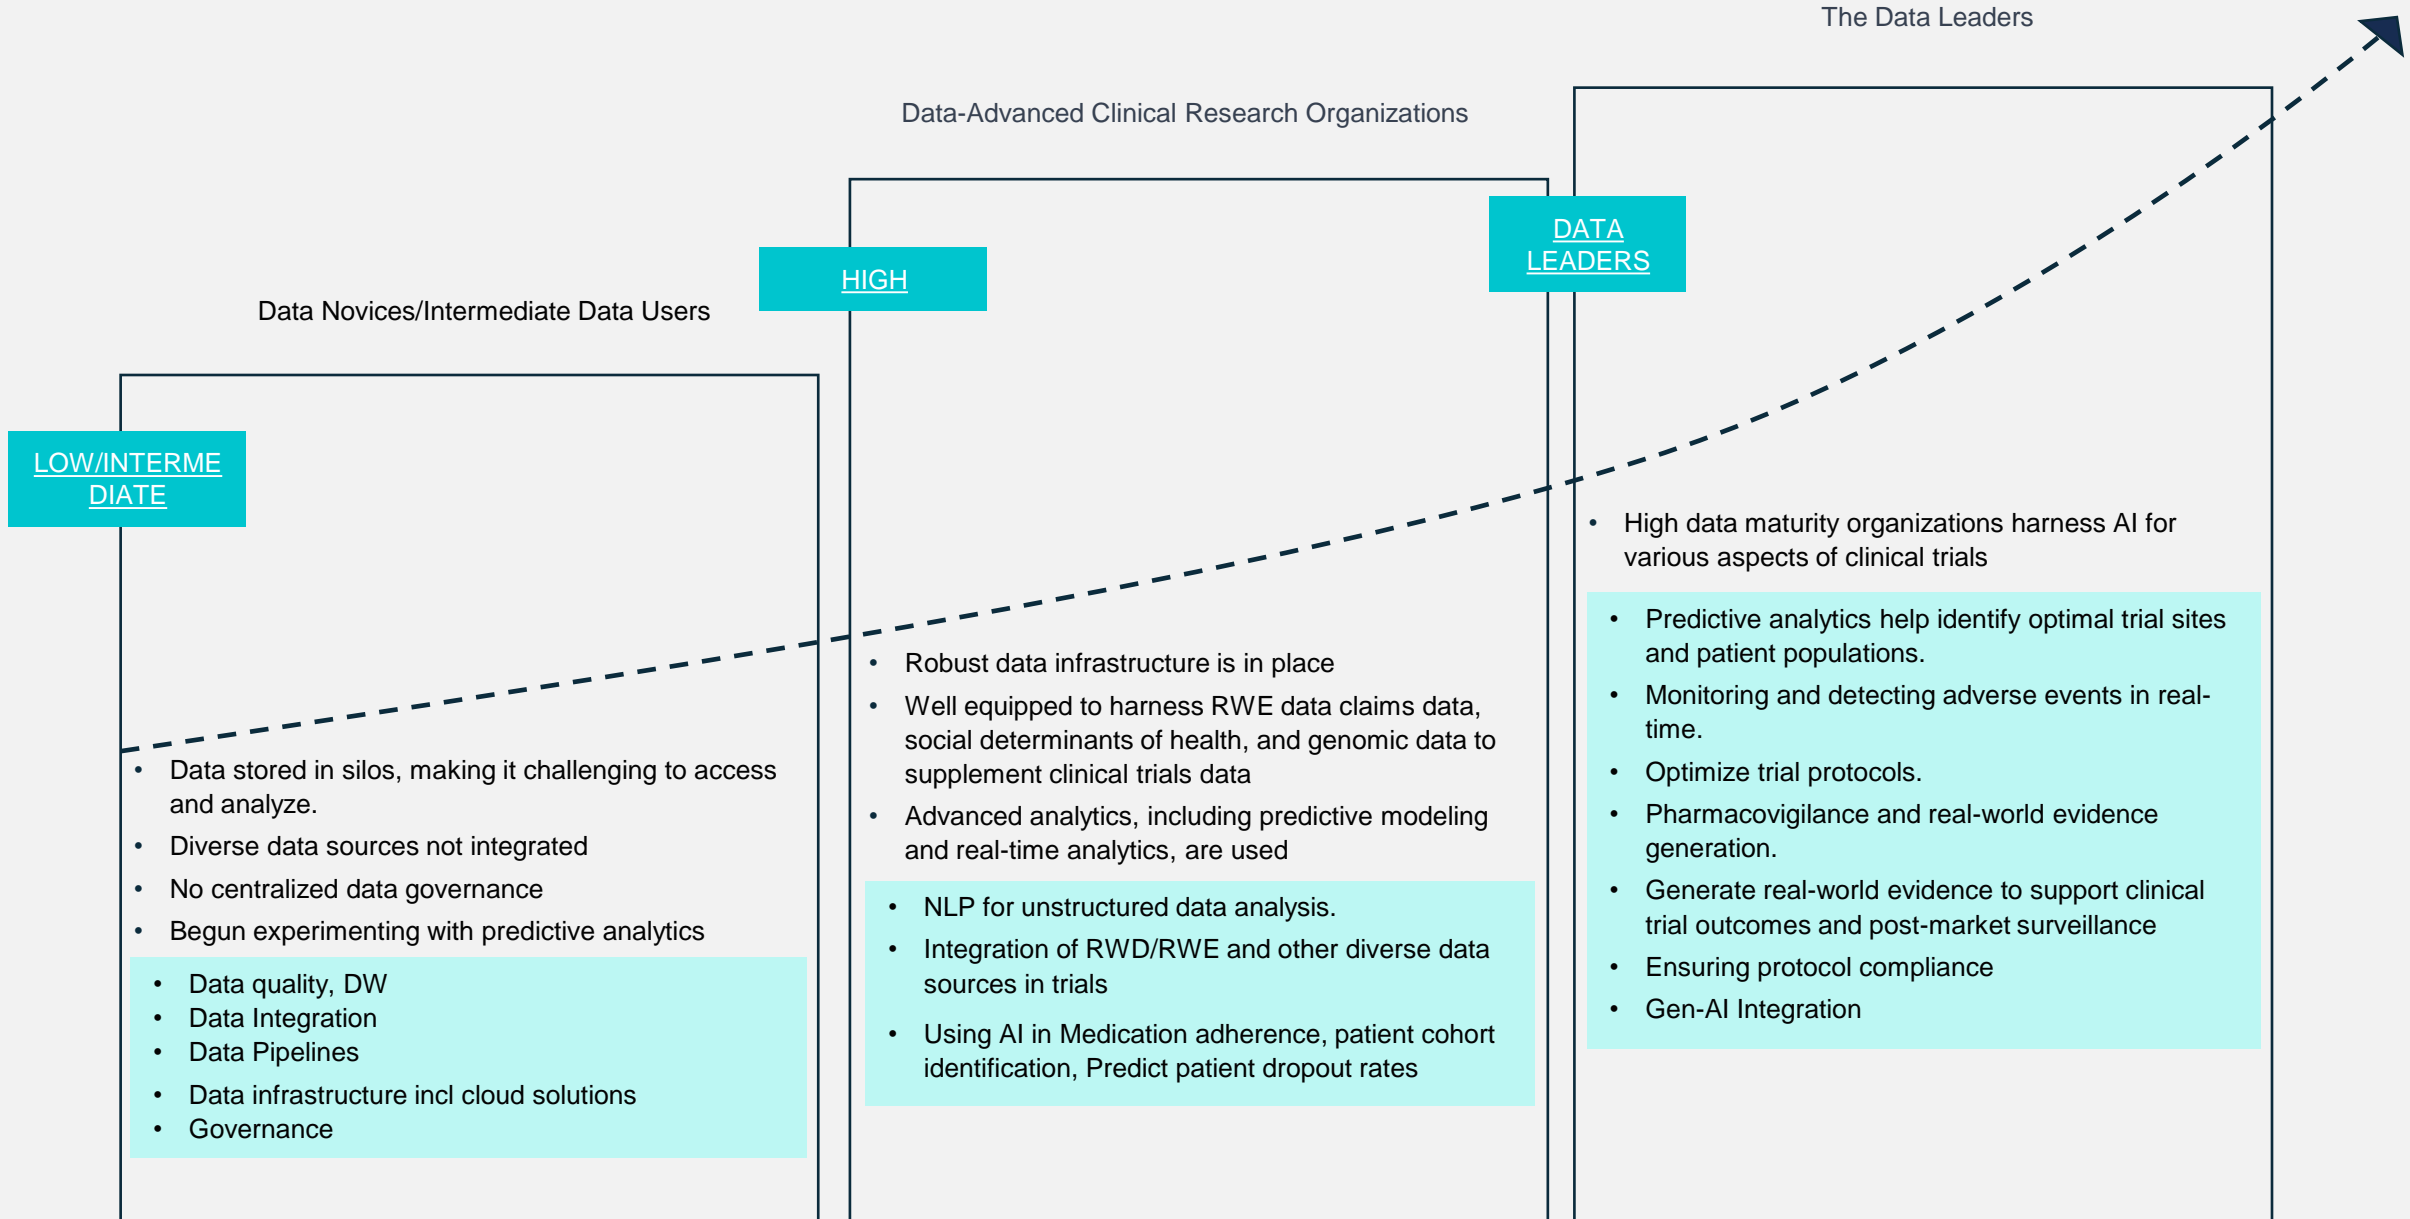 The Data Leaders
Data-Advanced Clinical Research Organizations
Data Novices/Intermediate Data Users
LOW/INTERME
DIATE
• Data stored in silos, making it challenging to access
and analyze.
• Diverse data sources not integrated
• No centralized data governance
• Begun experimenting with predictive analytics
• Data quality, DW
• Data Integration
• Data Pipelines
• Data infrastructure incl cloud solutions
• Governance
HIGH
• Robust data infrastructure is in place
• Well equipped to harness RWE data claims data,
social determinants of health, and genomic data to
supplement clinical trials data
• Advanced analytics, including predictive modeling
and real-time analytics, are used
• NLP for unstructured data analysis.
• Integration of RWD/RWE and other diverse data
sources in trials
• Using AI in Medication adherence, patient cohort
identification, Predict patient dropout rates
DATA
LEADERS
• High data maturity organizations harness AI for
various aspects of clinical trials
• Predictive analytics help identify optimal trial sites
and patient populations.
• Monitoring and detecting adverse events in real-
time.
• Optimize trial protocols.
• Pharmacovigilance and real-world evidence
generation.
• Generate real-world evidence to support clinical
trial outcomes and post-market surveillance
• Ensuring protocol compliance
• Gen-AI Integration